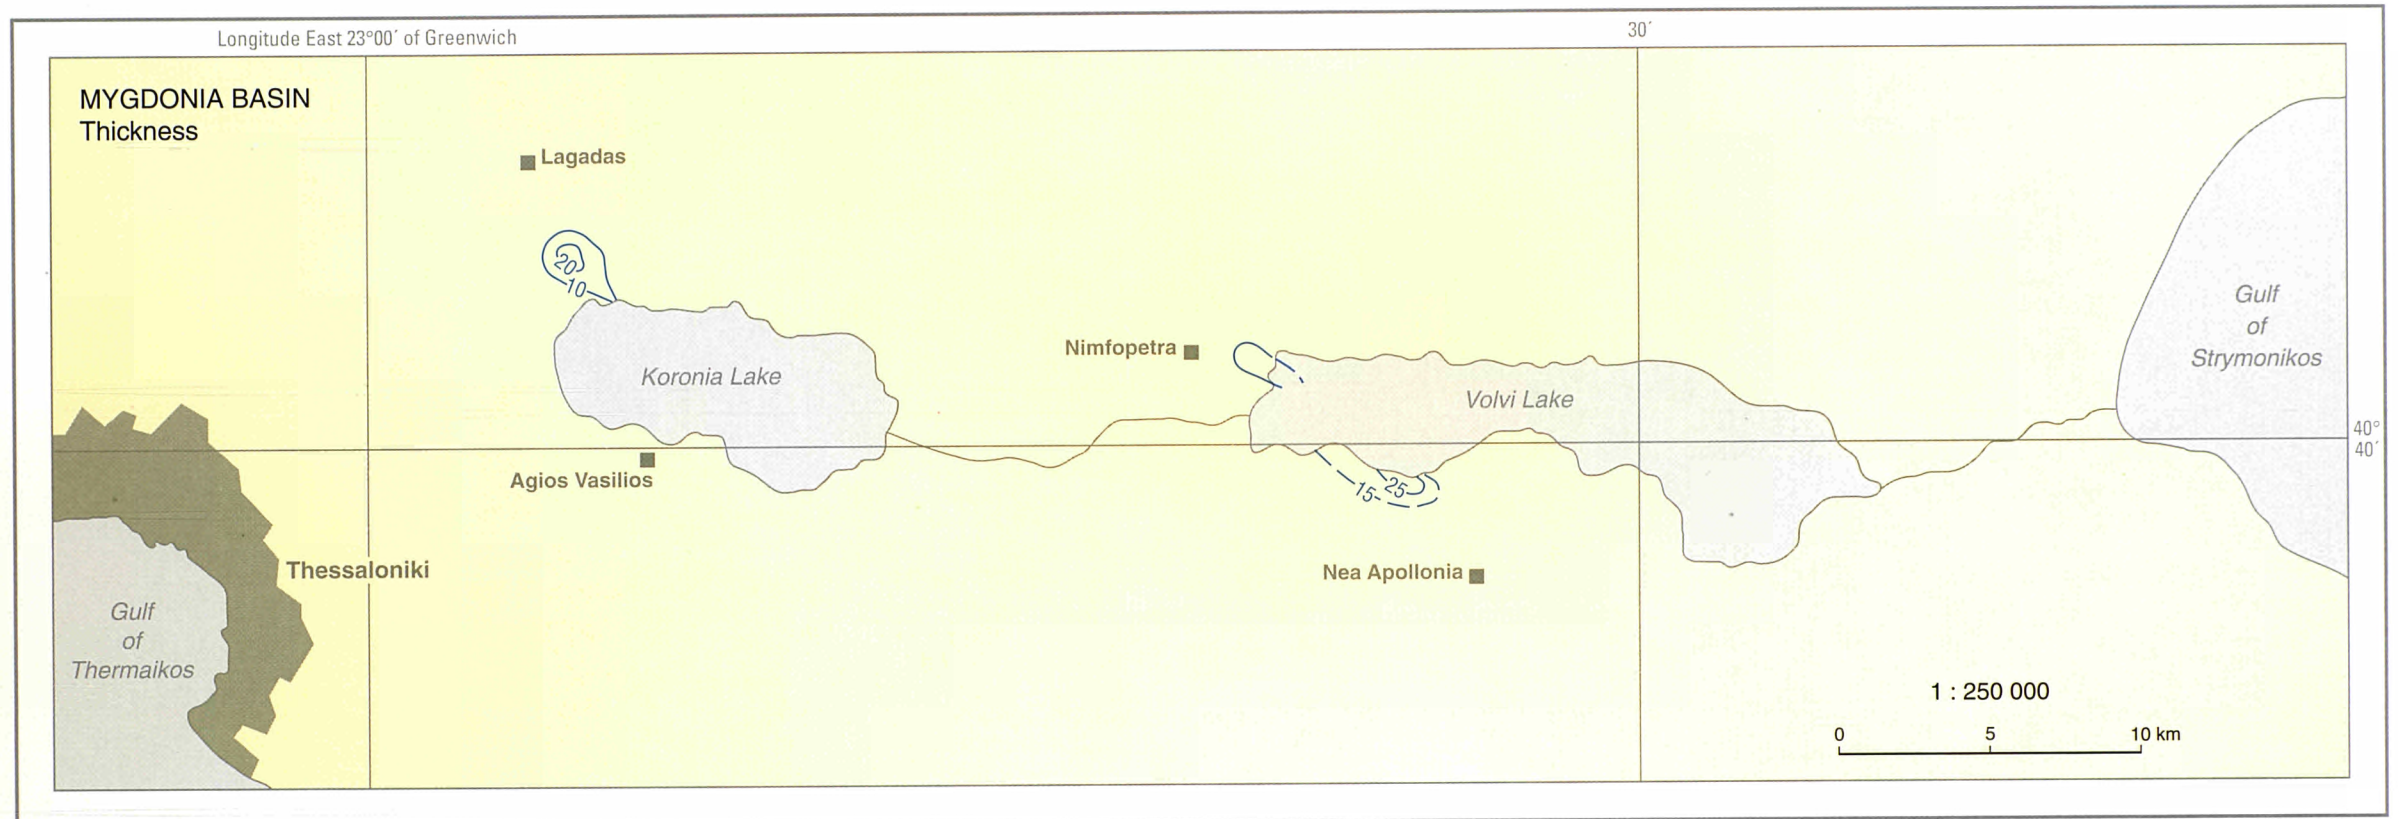 Longitude East 23°00´ of Greenwich
30´
MYGDONIA BASIN
Thickness
Lagadas
20
10
Nimfopetra
Koronia Lake
Volvi Lake
Gulf
of
Strymonikos
40°
40´
Agios Vasilios
15
25
Thessaloniki
Nea Apollonia
Gulf
of
Thermaikos
1 : 250 000
0 5 10 km